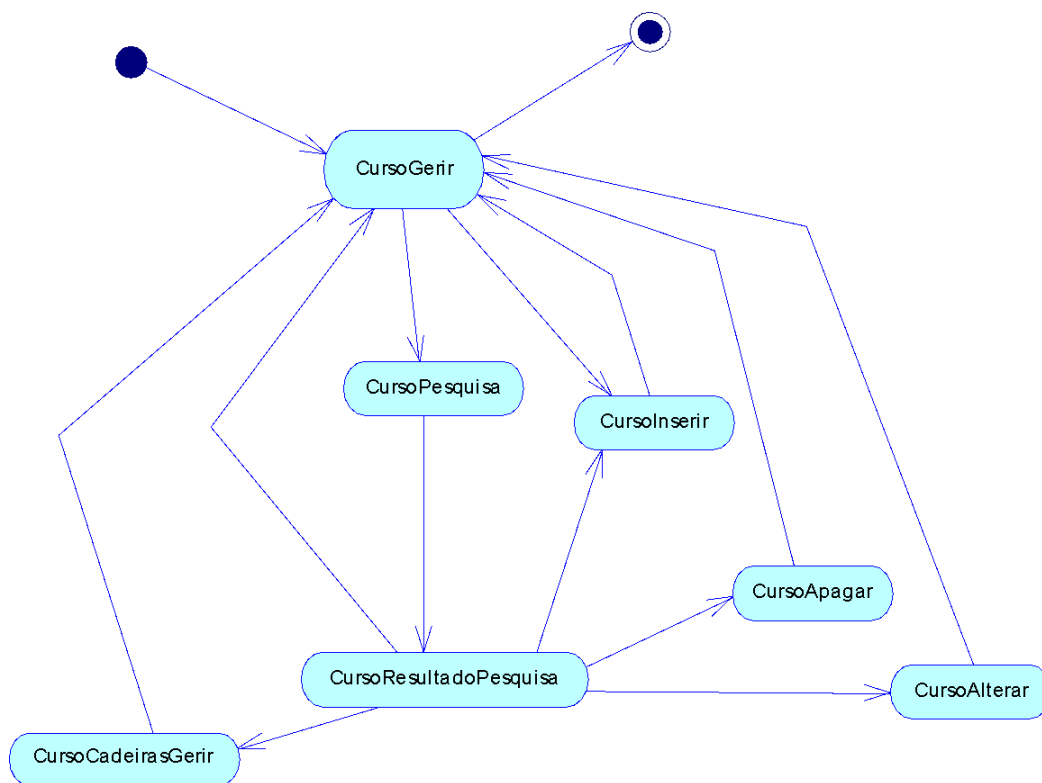 CursoGerir
CursoPesquisa
CursoInserir
CursoApagar
CursoResultadoPesquisa
CursoAlterar
CursoCadeirasGerir